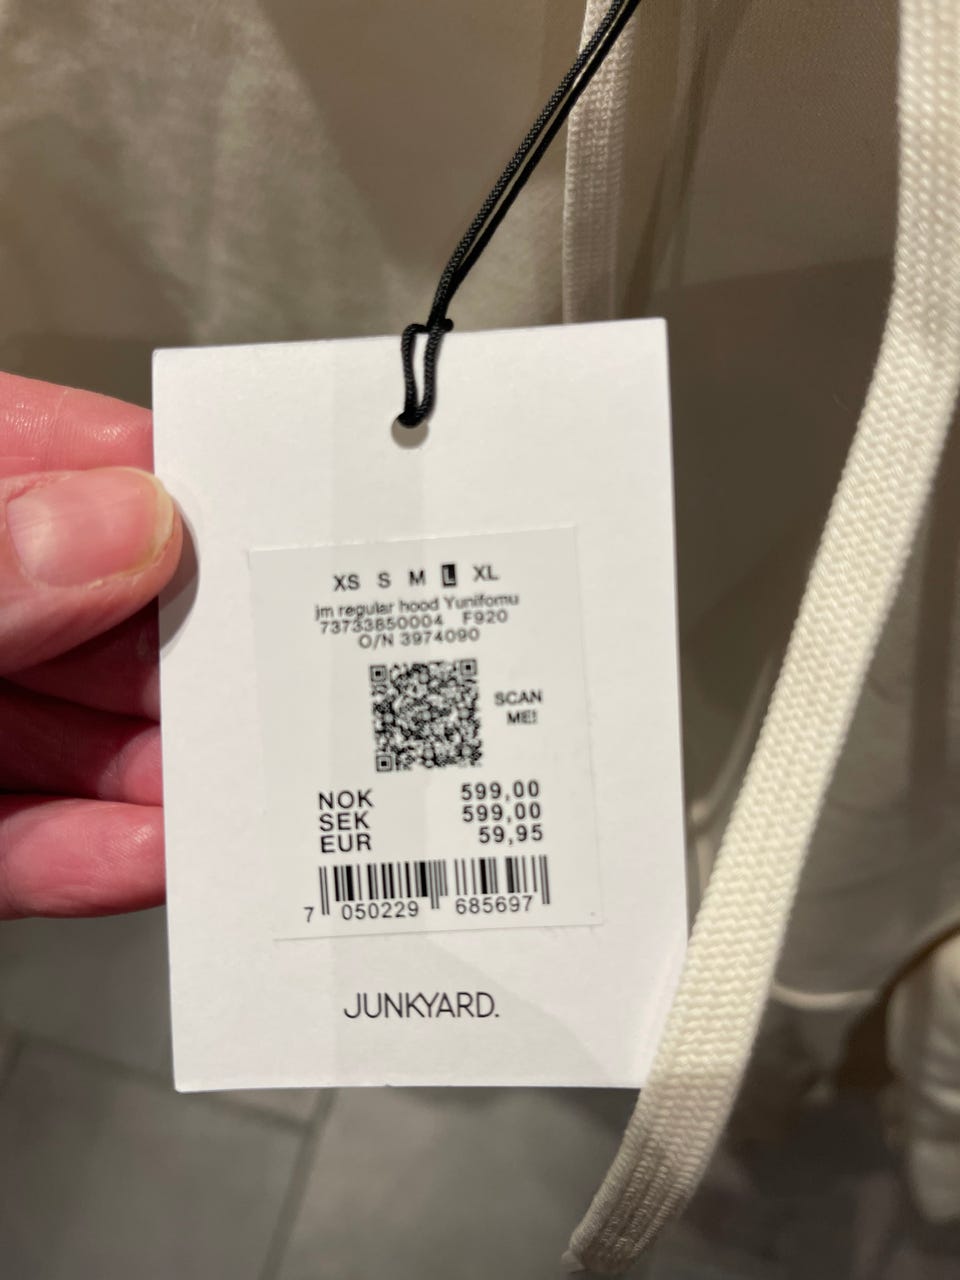 XS S M L XL
jm regular hood Yunifomu
73733850004 F920
O/N 3974090
SCAN
ME!
NOK 599,00
SEK 599,00
EUR 59,95
7 050229 685697
JUNKYARD.